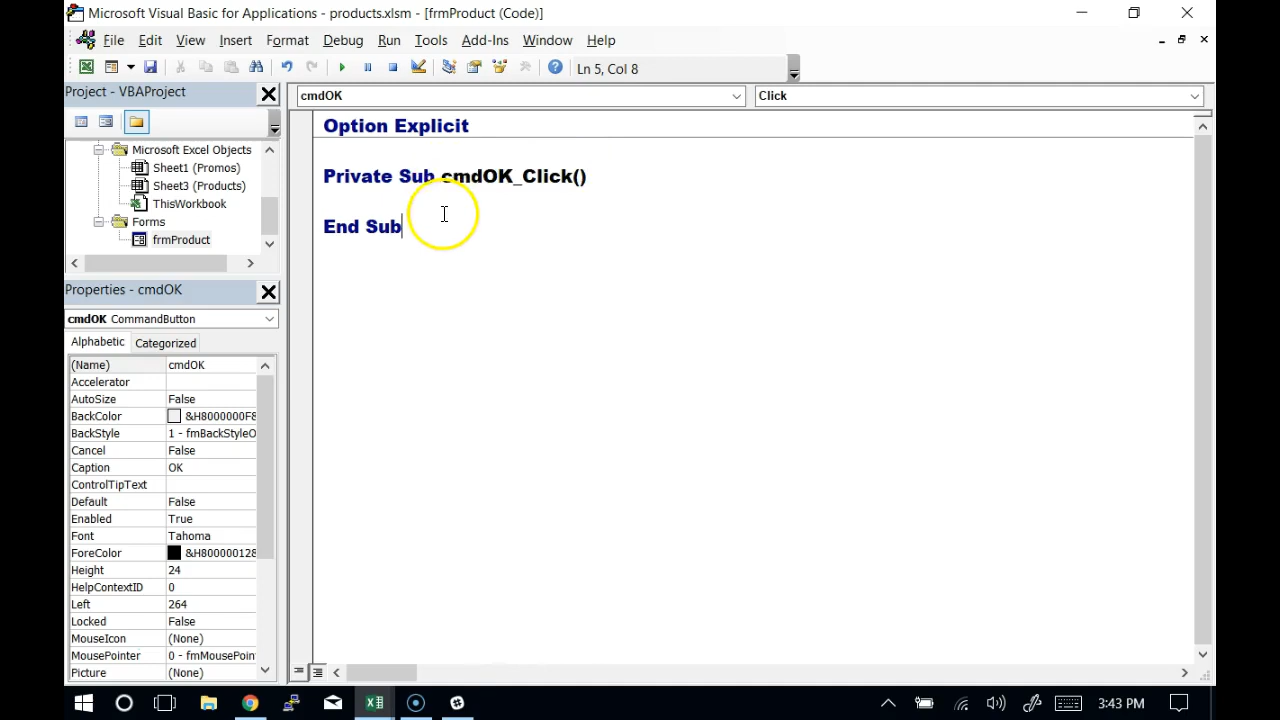 Microsoft Visual Basic for Applications - products.xlsm - [frmProduct (Code)]
File Edit View Insert Format Debug Run Tools Add-Ins Window Help
Ln 5, Col 8
Project - VBAProject
cmdOK Click
Microsoft Excel Objects
Sheet1 (Promos)
Sheet3 (Products)
ThisWorkbook
Forms
frmProduct
Option Explicit
Private Sub cmdOK_Click()
End Sub
Properties - cmdOK
cmdOK CommandButton
Alphabetic Categorized
(Name) cmdOK
Accelerator
AutoSize False
BackColor &H8000000F&
BackStyle 1 - fmBackStyleO
Cancel False
Caption OK
ControlTipText
Default False
Enabled True
Font Tahoma
ForeColor &H80000012&
Height 24
HelpContextID 0
Left 264
Locked False
MouseIcon (None)
MousePointer 0 - fmMousePoin
Picture (None)
3:43 PM